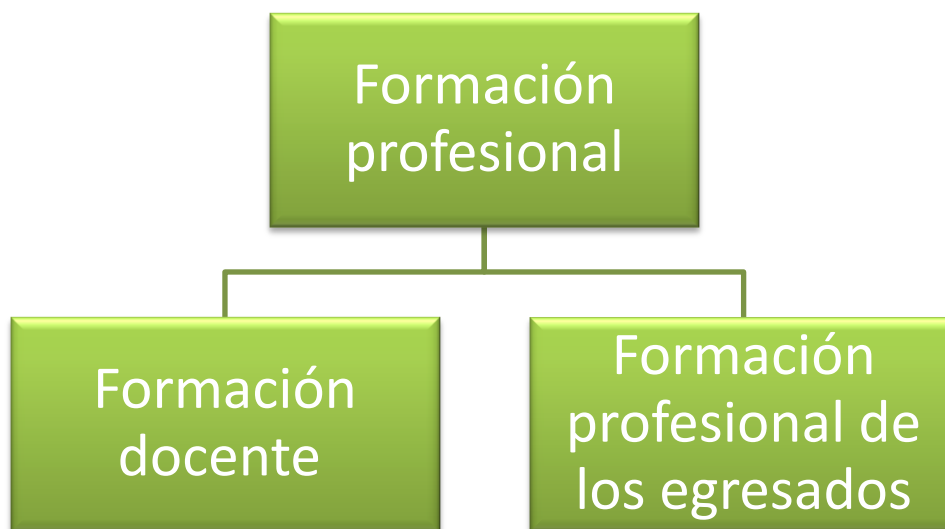 Formación
profesional
Formación
docente
Formación
profesional de
los egresados